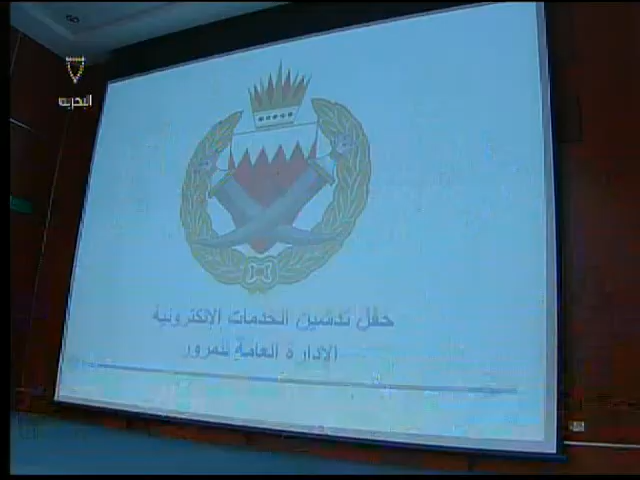 البحرين
حفل تدشين الخدمات الإلكترونية
الإدارة العامة للمرور